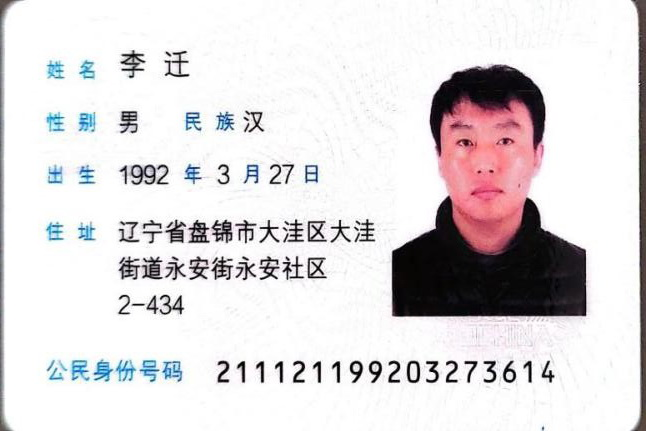 姓名 李迁
性别 男 民族 汉
出生 1992 年 3 月 27 日
住址 辽宁省盘锦市大洼区大洼
街道永安街永安社区
2-434
公民身份号码 211121199203273614